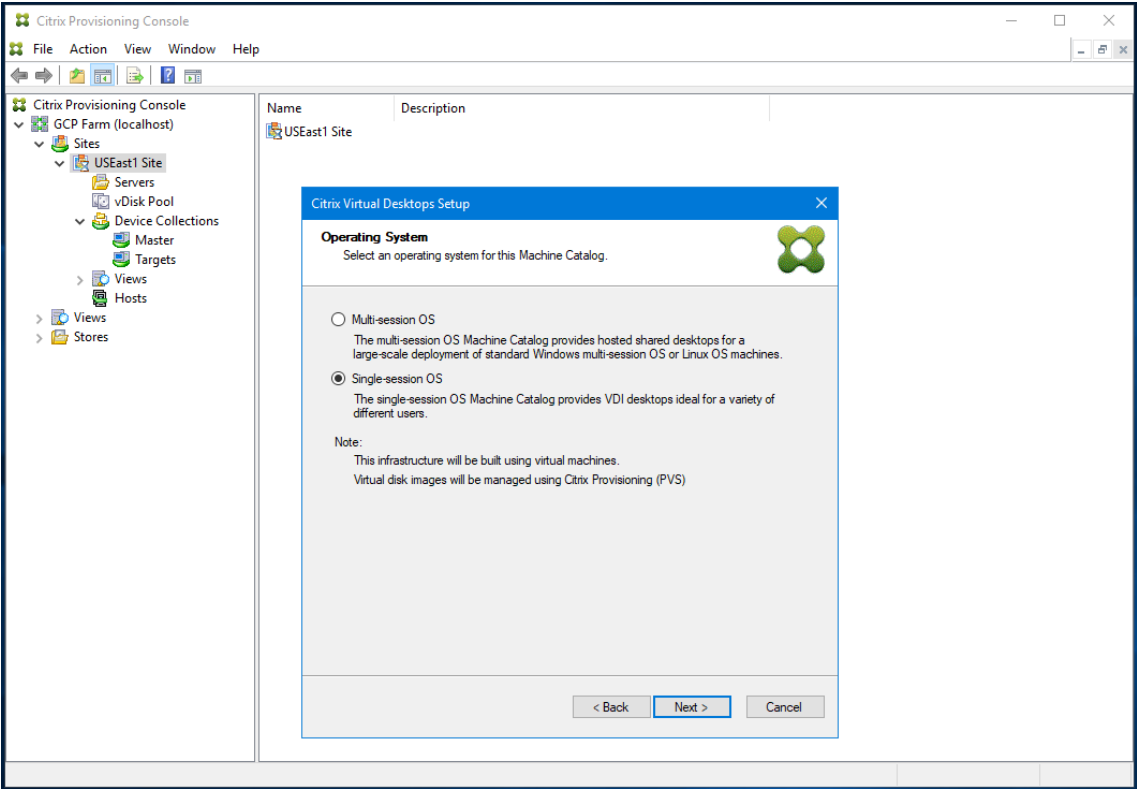 Citrix Provisioning Console
File Action View Window Help
Citrix Provisioning Console
GCP Farm (localhost)
Sites
USEast1 Site
Servers
vDisk Pool
Device Collections
Master
Targets
Views
Hosts
Views
Stores
Name Description
USEast1 Site
Citrix Virtual Desktops Setup
Operating System
Select an operating system for this Machine Catalog.
Multi-session OS
The multi-session OS Machine Catalog provides hosted shared desktops for a
large-scale deployment of standard Windows multi-session OS or Linux OS machines.
Single-session OS
The single-session OS Machine Catalog provides VDI desktops ideal for a variety of
different users.
Note:
This infrastructure will be built using virtual machines.
Virtual disk images will be managed using Citrix Provisioning (PVS)
< Back Next > Cancel